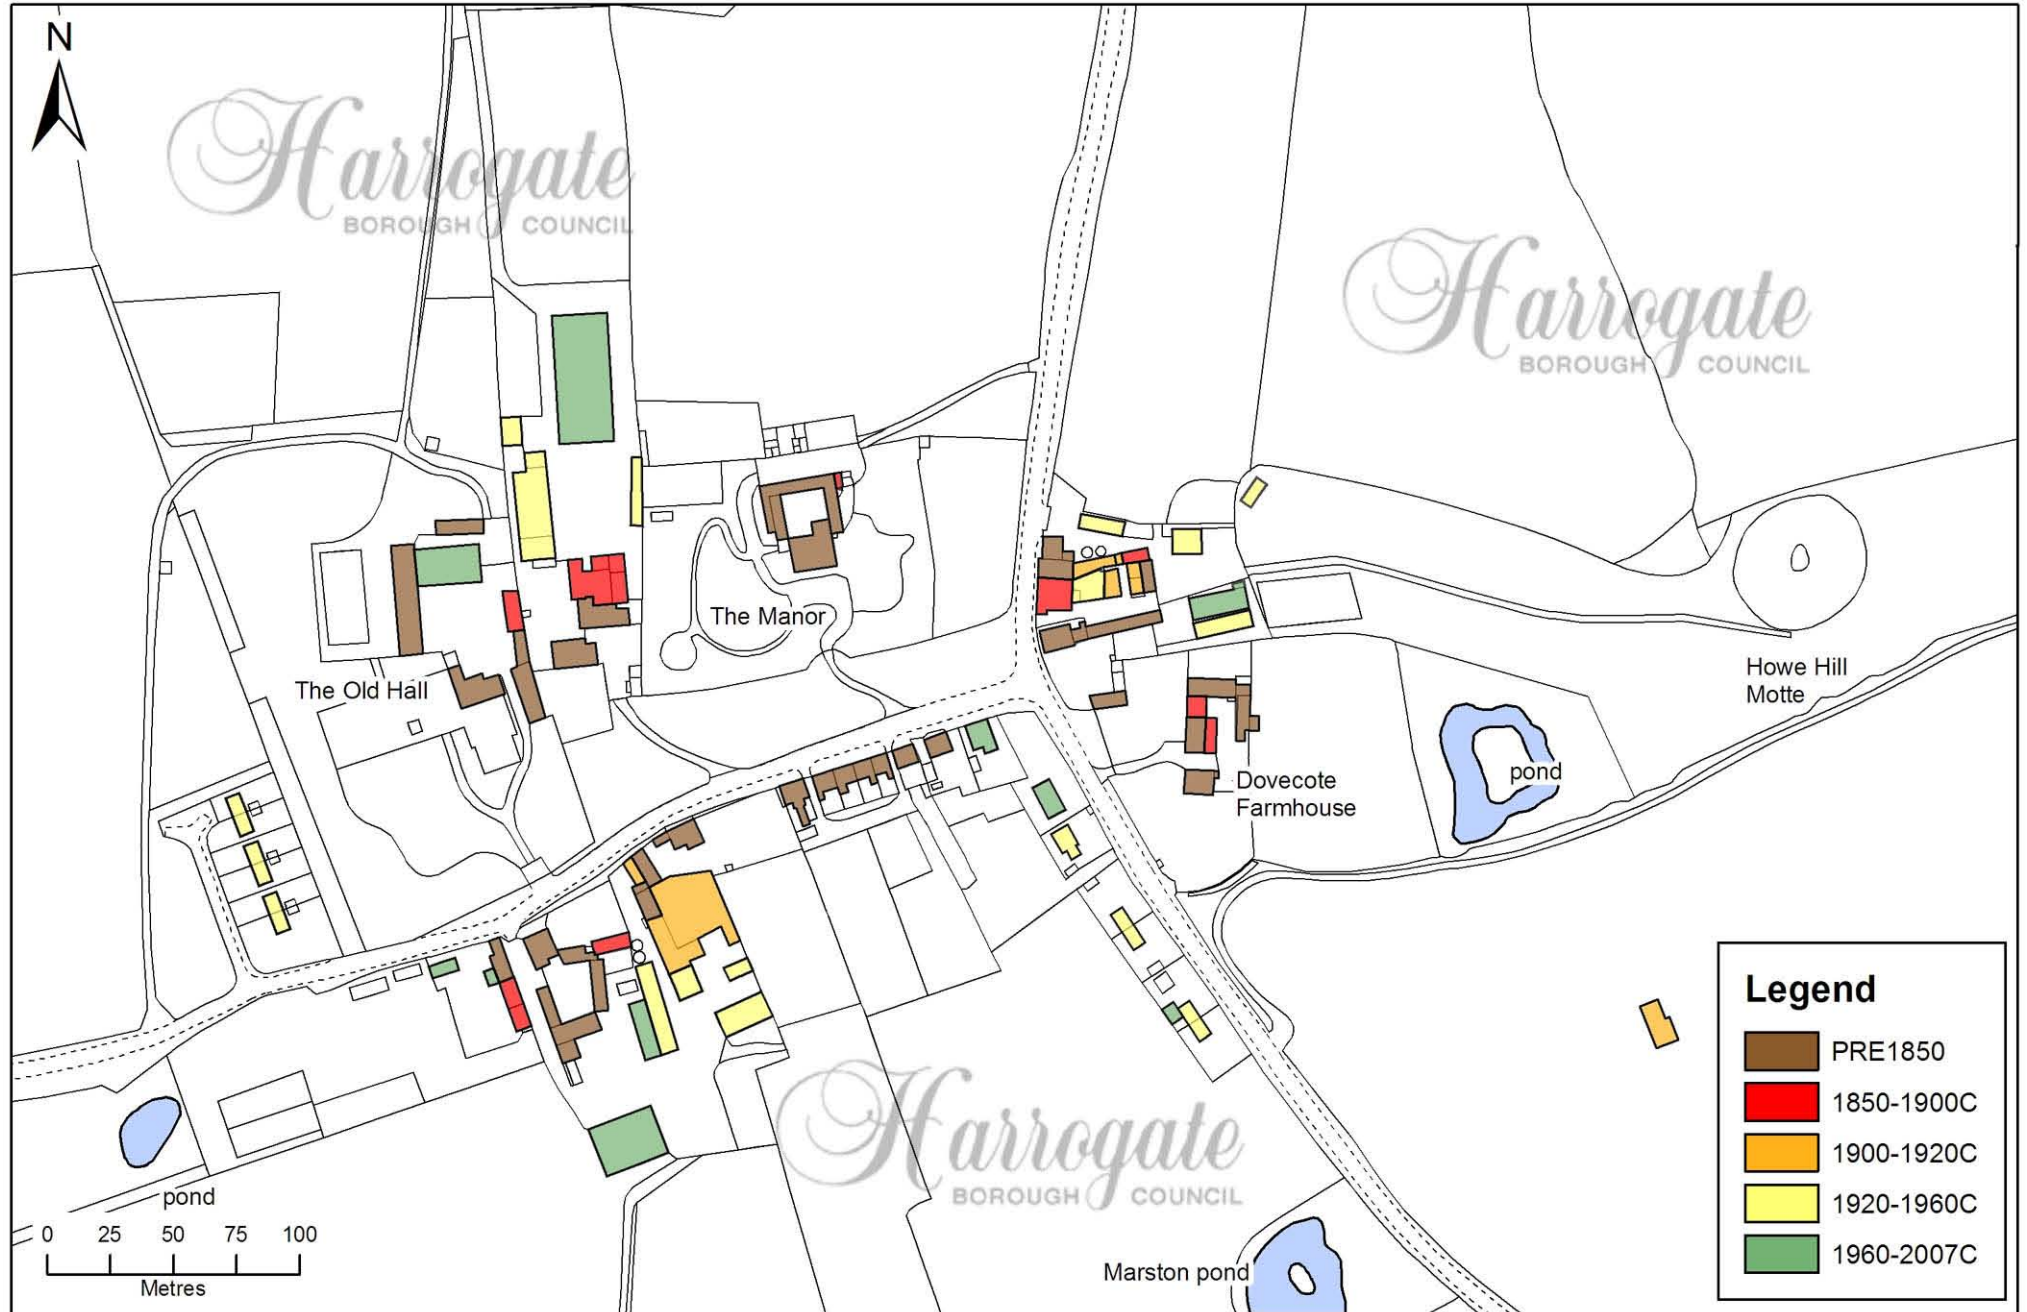 N
Harrogate
BOROUGH COUNCIL
Harrogate
BOROUGH COUNCIL
The Manor
The Old Hall
Howe Hill
Motte
pond
Dovecote
Farmhouse
Legend
PRE1850
1850-1900C
1900-1920C
1920-1960C
1960-2007C
Harrogate
BOROUGH COUNCIL
pond
0 25 50 75 100
Metres
Marston pond